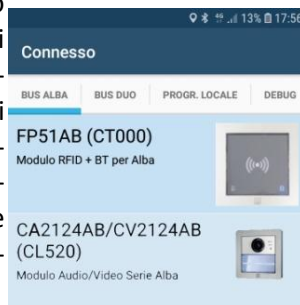 13% 17:56
Connesso
BUS ALBA BUS DUO PROGR. LOCALE DEBUG
FP51AB (CT000)
Modulo RFID + BT per Alba
CA2124AB/CV2124AB
(CL520)
Modulo Audio/Video Serie Alba